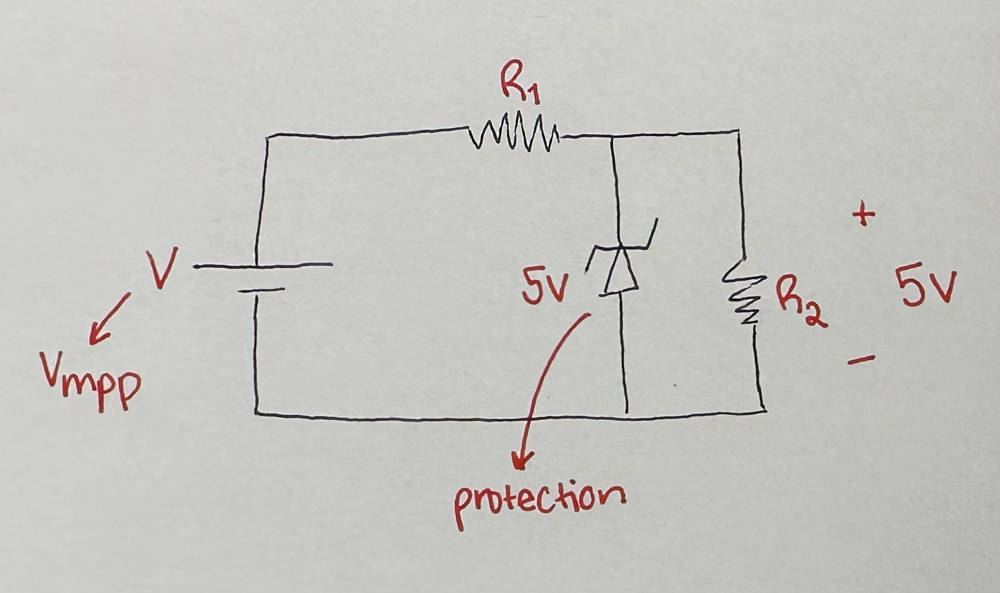 R1
V
Vmpp
5V
R2
+
5V
-
protection